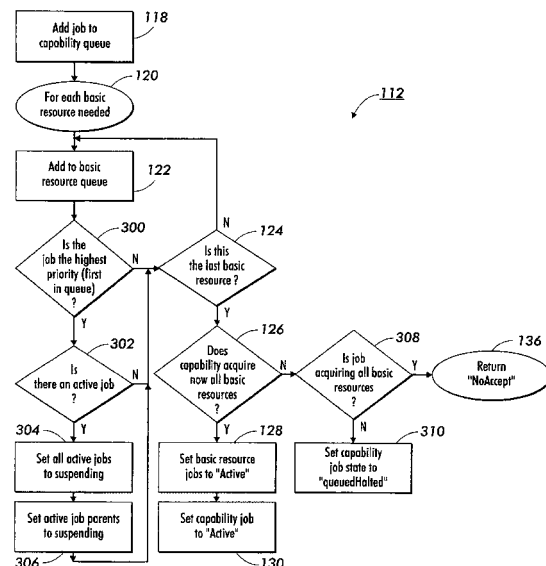 Add job to
capability queue
118
For each basic
resource needed
120
112
Add to basic
resource queue
122
Is the
job the highest
priority (first
in queue)
?
300
N
Y
Is this
the last basic
resource ?
124
N
Y
Is
there an active job
?
302
N
Y
Does
capability acquire
now all basic
resources
?
126
N
Y
Is job
acquiring all basic
resources
?
308
Y
N
Return
"NoAccept"
136
304
Set all active jobs
to suspending
Set basic resource
jobs to "Active"
128
Set capability
job state to
"queuedHalted"
310
Set active job parents
to suspending
306
Set capability job
to "Active"
130